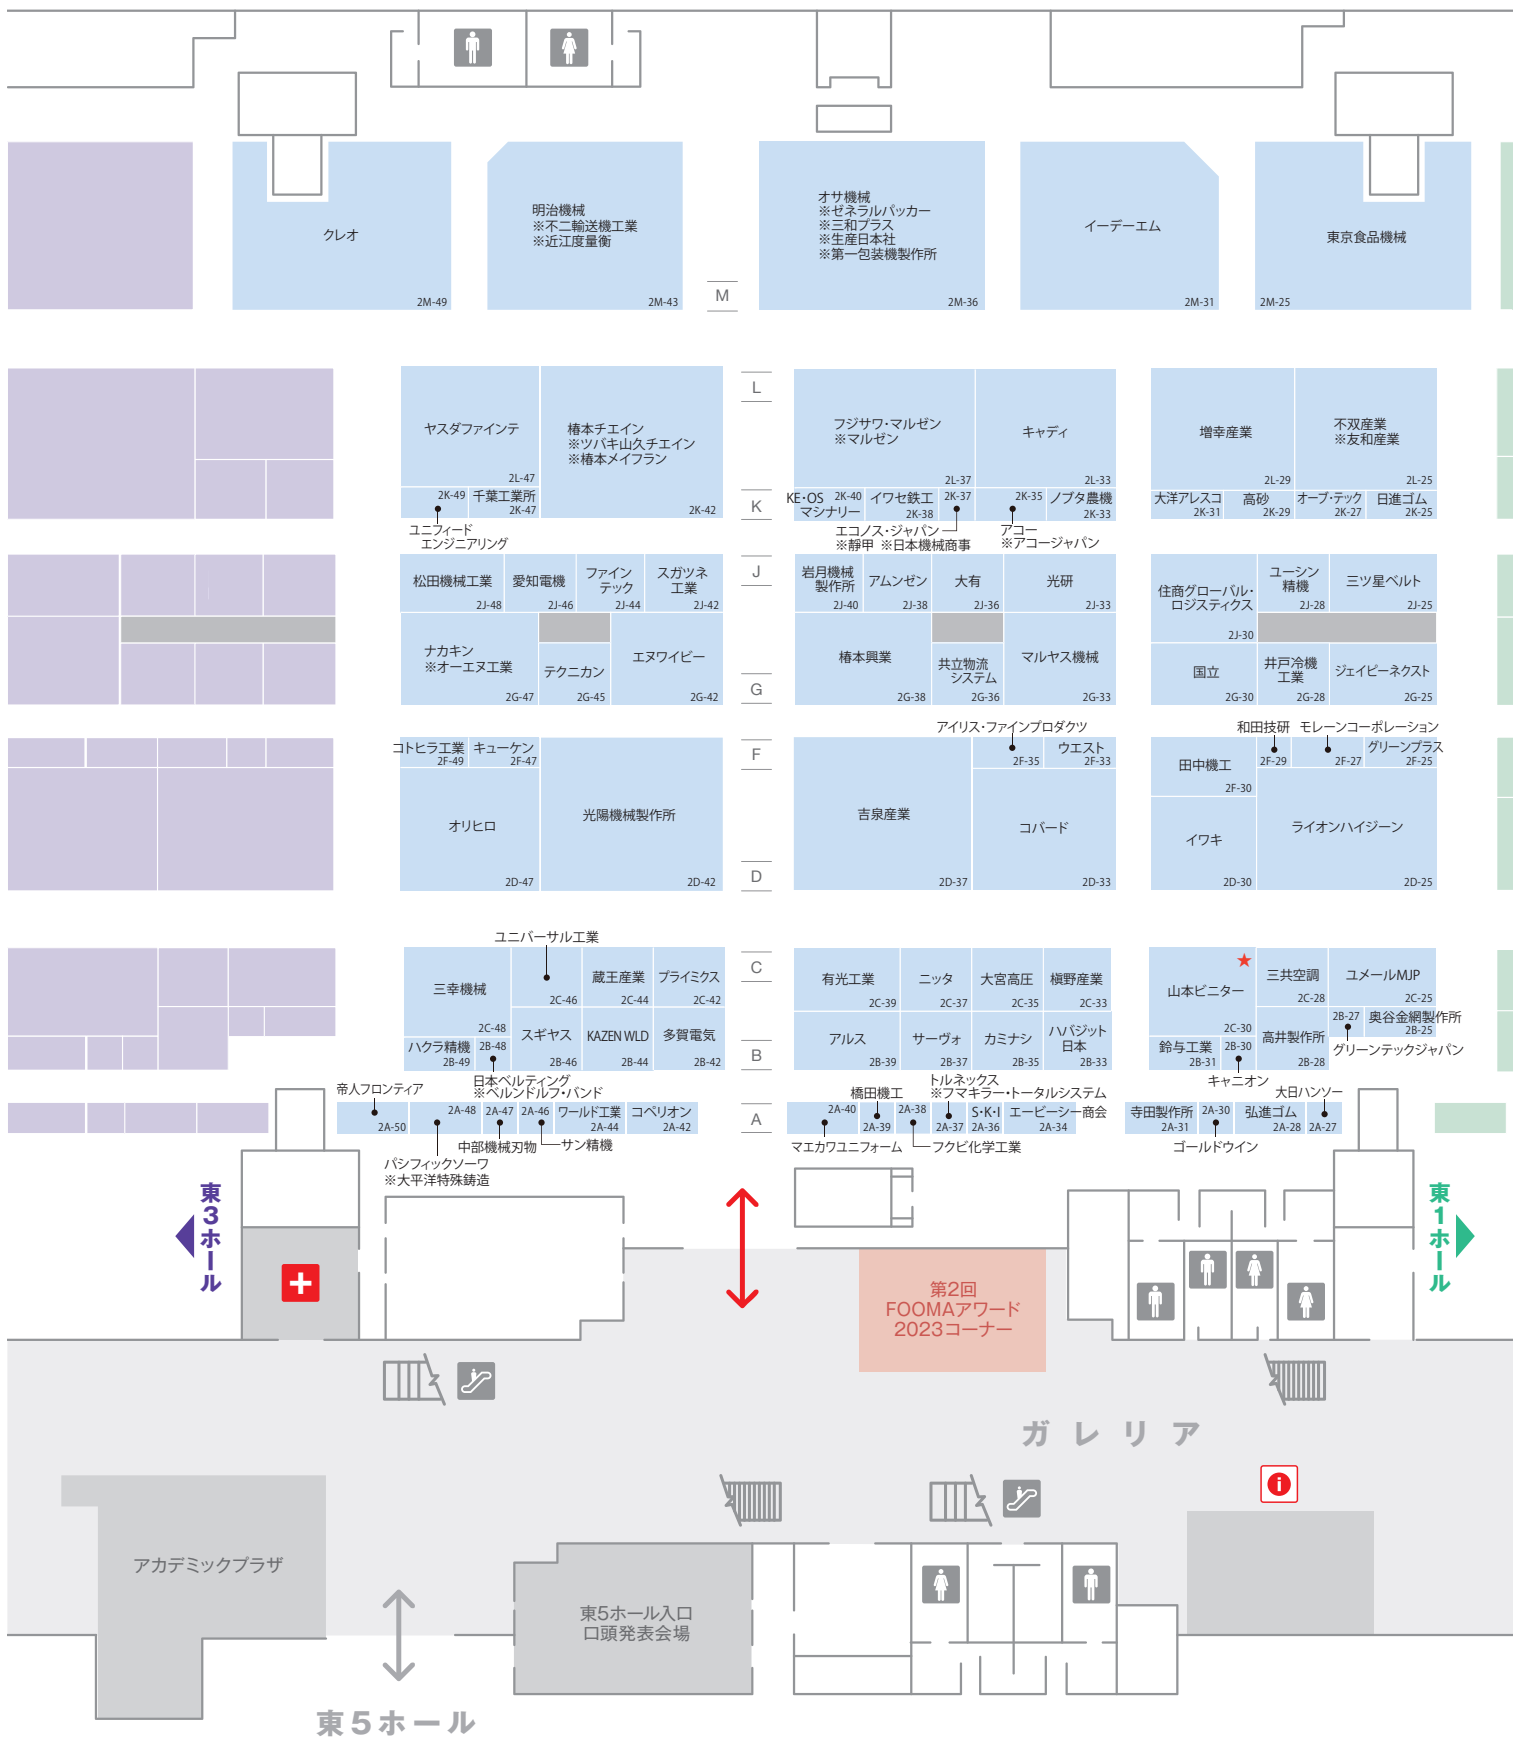 クレオ
2M-49
明治機械
※不二輸送機工業
※近江度量衡
2M-43
M
オサ機械
※ゼネラルパッカー
※三和プラス
※生産日本社
※第一包装機製作所
2M-36
イーデーエム
2M-31
東京食品機械
2M-25
ヤスダファインテ
2L-47
椿本チエイン
※ツバキ山久チエイン
※椿本メイフラン
2K-42
2K-49
千葉工業所
2K-47
ユニフィード
エンジニアリング
L
K
フジサワ・マルゼン
※マルゼン
2L-37
キャディ
2L-33
KE・OS
マシナリー
2K-40
イワセ鉄工
2K-38
2K-37
2K-35
ノブタ農機
2K-33
エコノス・ジャパン
※靜甲 ※日本機械商事
アコー
※アコージャパン
増幸産業
2L-29
不双産業
※友和産業
2L-25
大洋アレスコ
2K-31
高砂
2K-29
オーブ・テック
2K-27
日進ゴム
2K-25
松田機械工業
2J-48
愛知電機
2J-46
ファイン
テック
2J-44
スガツネ
工業
2J-42
J
岩月機械
製作所
2J-40
アムンゼン
2J-38
大有
2J-36
光研
2J-33
住商グローバル・
ロジスティクス
2J-30
ユーシン
精機
2J-28
三ツ星ベルト
2J-25
ナカキン
※オーエヌ工業
2G-47
テクニカン
2G-45
エヌワイビー
2G-42
G
椿本興業
2G-38
共立物流
システム
2G-36
マルヤス機械
2G-33
国立
2G-30
井戸冷機
工業
2G-28
ジェイピーネクスト
2G-25
コトヒラ工業
2F-49
キューケン
2F-47
F
アイリス・ファインプロダクツ
2F-35
ウエスト
2F-33
和田技研
2F-29
モレーンコーポレーション
2F-27
グリーンプラス
2F-25
田中機工
2F-30
オリヒロ
2D-47
光陽機械製作所
2D-42
D
吉泉産業
2D-37
コバード
2D-33
イワキ
2D-30
ライオンハイジーン
2D-25
ユニバーサル工業
三幸機械
2C-48
2C-46
蔵王産業
2C-44
プライミクス
2C-42
C
有光工業
2C-39
ニッタ
2C-37
大宮高圧
2C-35
槇野産業
2C-33
山本ビニター
2C-30
三共空調
2C-28
ユメールMJP
2C-25
ハクラ精機
2B-49
2B-48
スギヤス
2B-46
KAZEN WLD
2B-44
多賀電気
2B-42
B
アルス
2B-39
サーヴォ
2B-37
カミナシ
2B-35
ハバジット
日本
2B-33
鈴与工業
2B-31
2B-30
高井製作所
2B-28
2B-27
奥谷金網製作所
2B-25
グリーンテックジャパン
キャニオン
日本ベルティング
※ベルンドルフ・バンド
帝人フロンティア
2A-50
2A-48
2A-47
2A-46
ワールド工業
2A-44
コペリオン
2A-42
中部機械刃物
サン精機
パシフィックソーワ
※大平洋特殊鋳造
A
橋田機工
トルネックス
※フマキラー・トータルシステム
2A-40
2A-39
2A-38
2A-37
S・K・I
2A-36
エービーシー商会
2A-34
マエカワユニフォーム
フクビ化学工業
寺田製作所
2A-31
2A-30
弘進ゴム
2A-28
大日ハンソー
2A-27
ゴールドウイン
東3ホール
東1ホール
第2回
FOOMAアワード
2023コーナー
ガレリア
i
アカデミックプラザ
東5ホール入口
口頭発表会場
東5ホール